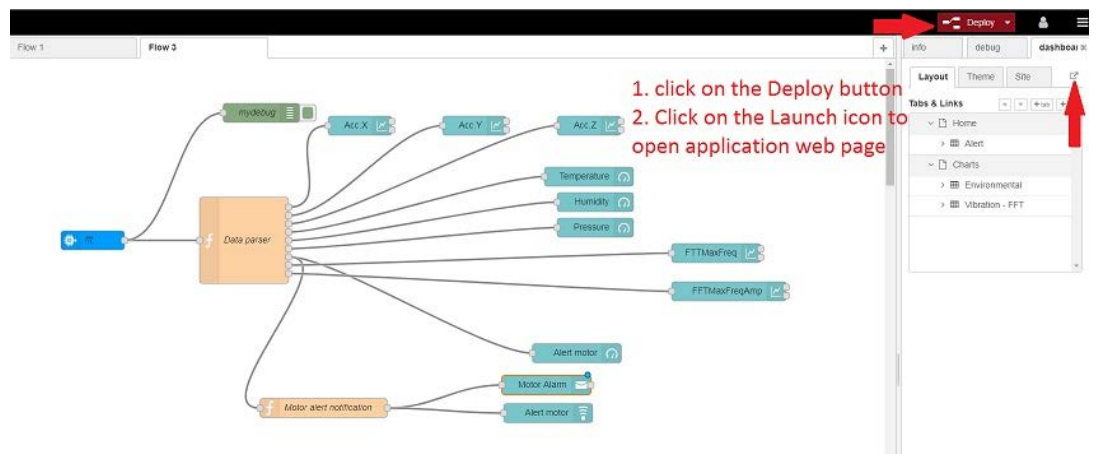 Deploy
Flow 1
Flow 3
info
debug
dashboar
1. click on the Deploy button
2. Click on the Launch icon to
open application web page
Layout
Theme
Site
Tabs & Links
Home
Alert
Charts
Environmental
Vibration - FFT
mydebug
Acc.X
Acc.Y
Acc.Z
Temperature
Humidity
Pressure
Data parser
FTTMaxFreq
FFTMaxFreqAmp
Alert motor
Motor Alarm
Motor alert notification
Alert motor